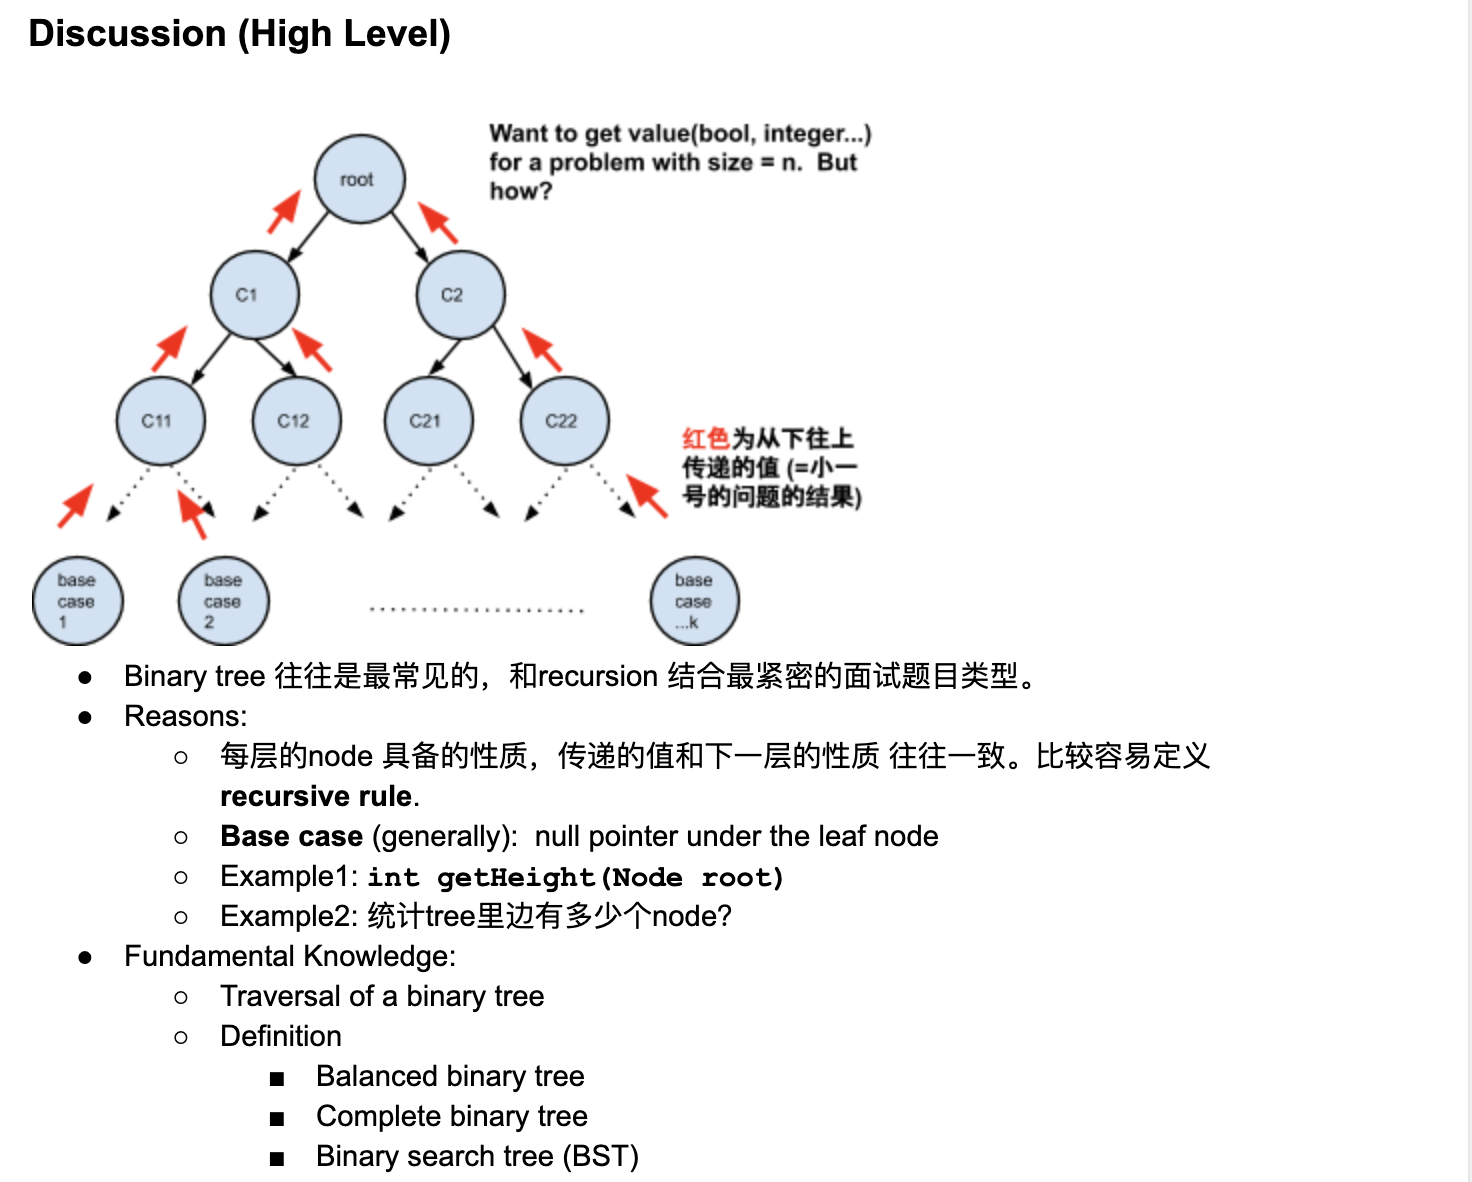 Discussion (High Level)
Want to get value(bool, integer...)
for a problem with size = n.  But
how?
root
C1
C2
C11
C12
C21
C22
红色为从下往上
传递的值 (=小一
号的问题的结果)
base
case
1
base
case
2
base
case
...k
● Binary tree 往往是最常见的，和recursion 结合最紧密的面试题目类型。
● Reasons:
○ 每层的node 具备的性质，传递的值和下一层的性质 往往一致。比较容易定义
recursive rule.
○ Base case (generally):  null pointer under the leaf node
○ Example1: int getHeight(Node root)
○ Example2: 统计tree里边有多少个node?
● Fundamental Knowledge:
○ Traversal of a binary tree
○ Definition
■ Balanced binary tree
■ Complete binary tree
■ Binary search tree (BST)